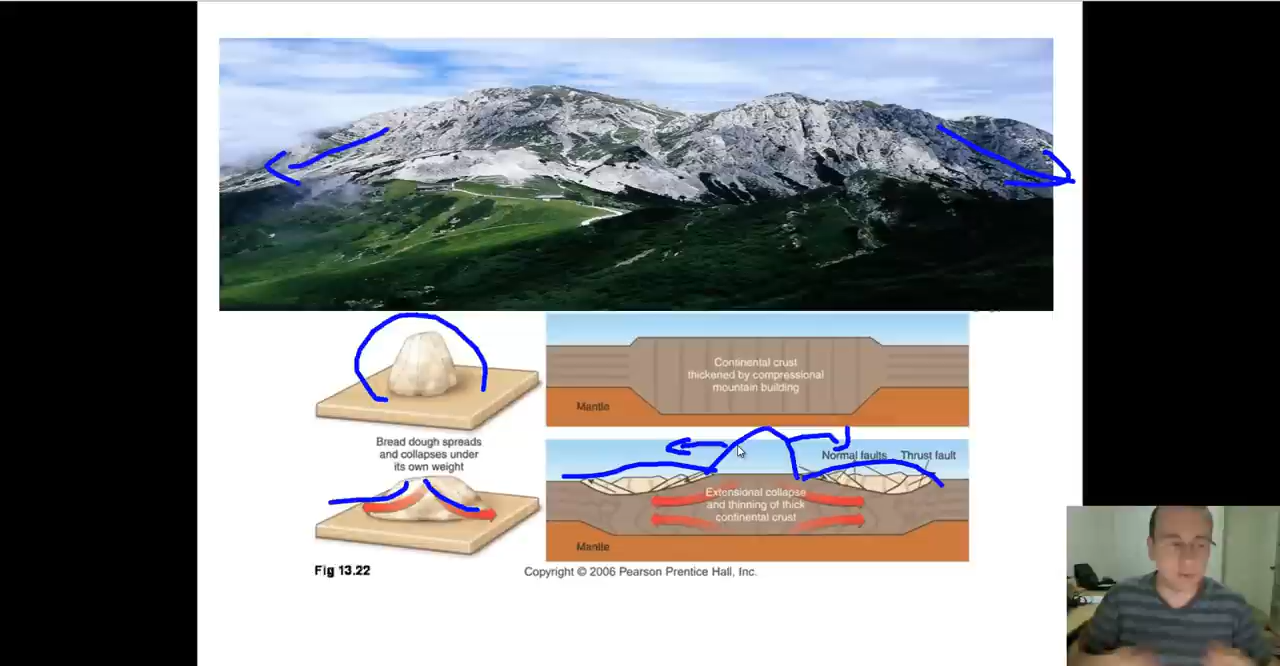 Continental crust
thickened by compressional
mountain building
Mantle
Bread dough spreads
and collapses under
its own weight
Normal faults
Thrust fault
Extensional collapse
and thinning of thick
continental crust
Mantle
Fig 13.22
Copyright © 2006 Pearson Prentice Hall, Inc.